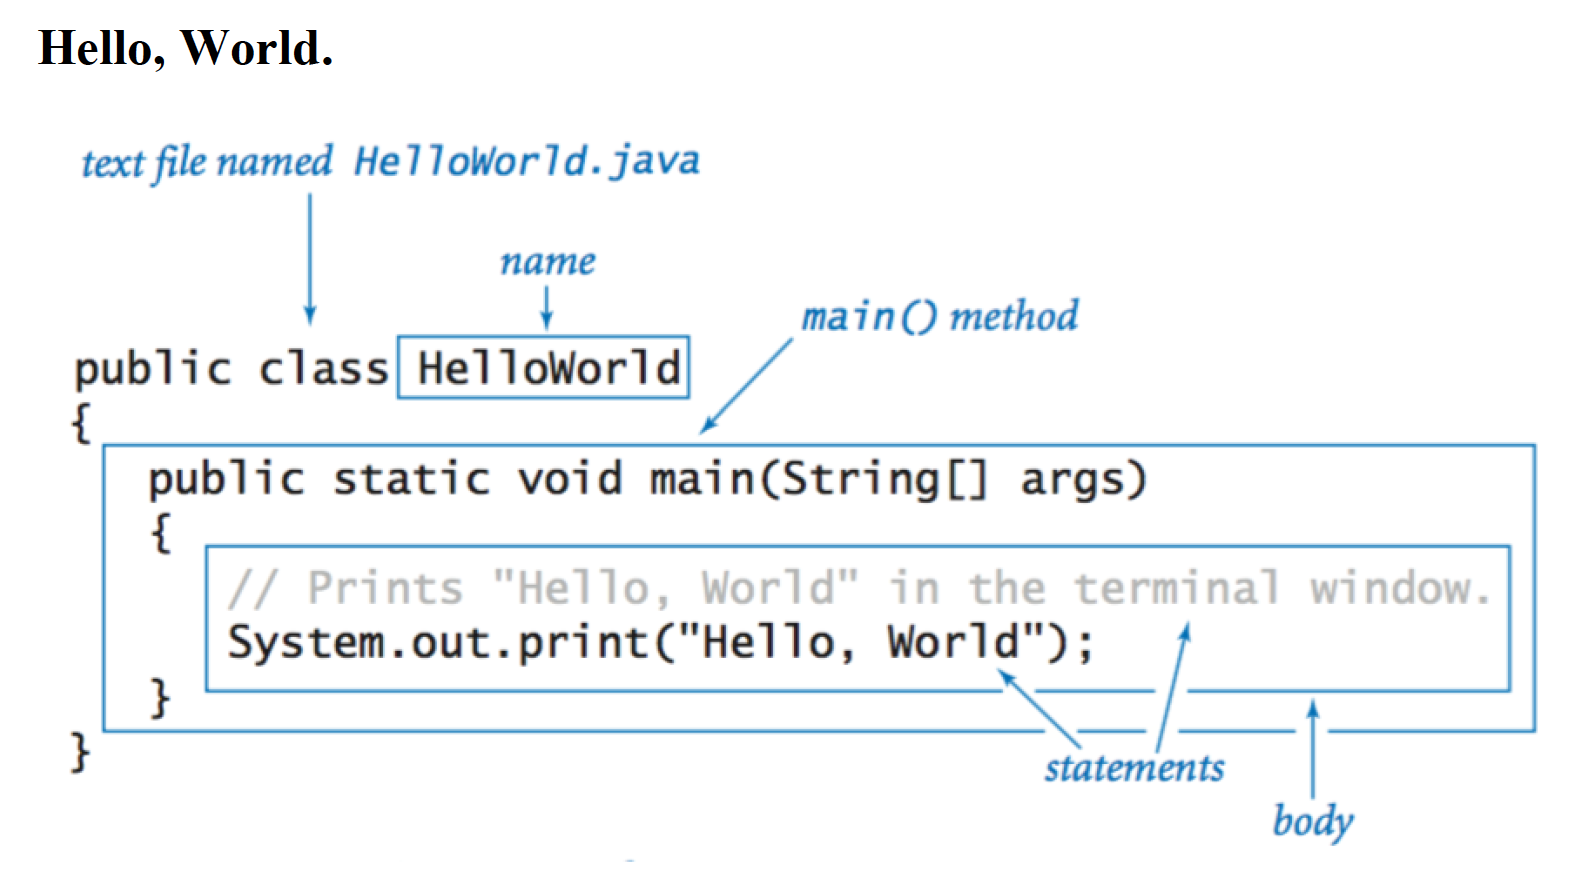 Hello, World.
text file named HelloWorld.java
name
main() method
public class HelloWorld
{
public static void main(String[] args)
{
// Prints "Hello, World" in the terminal window.
System.out.print("Hello, World");
}
}
statements
body